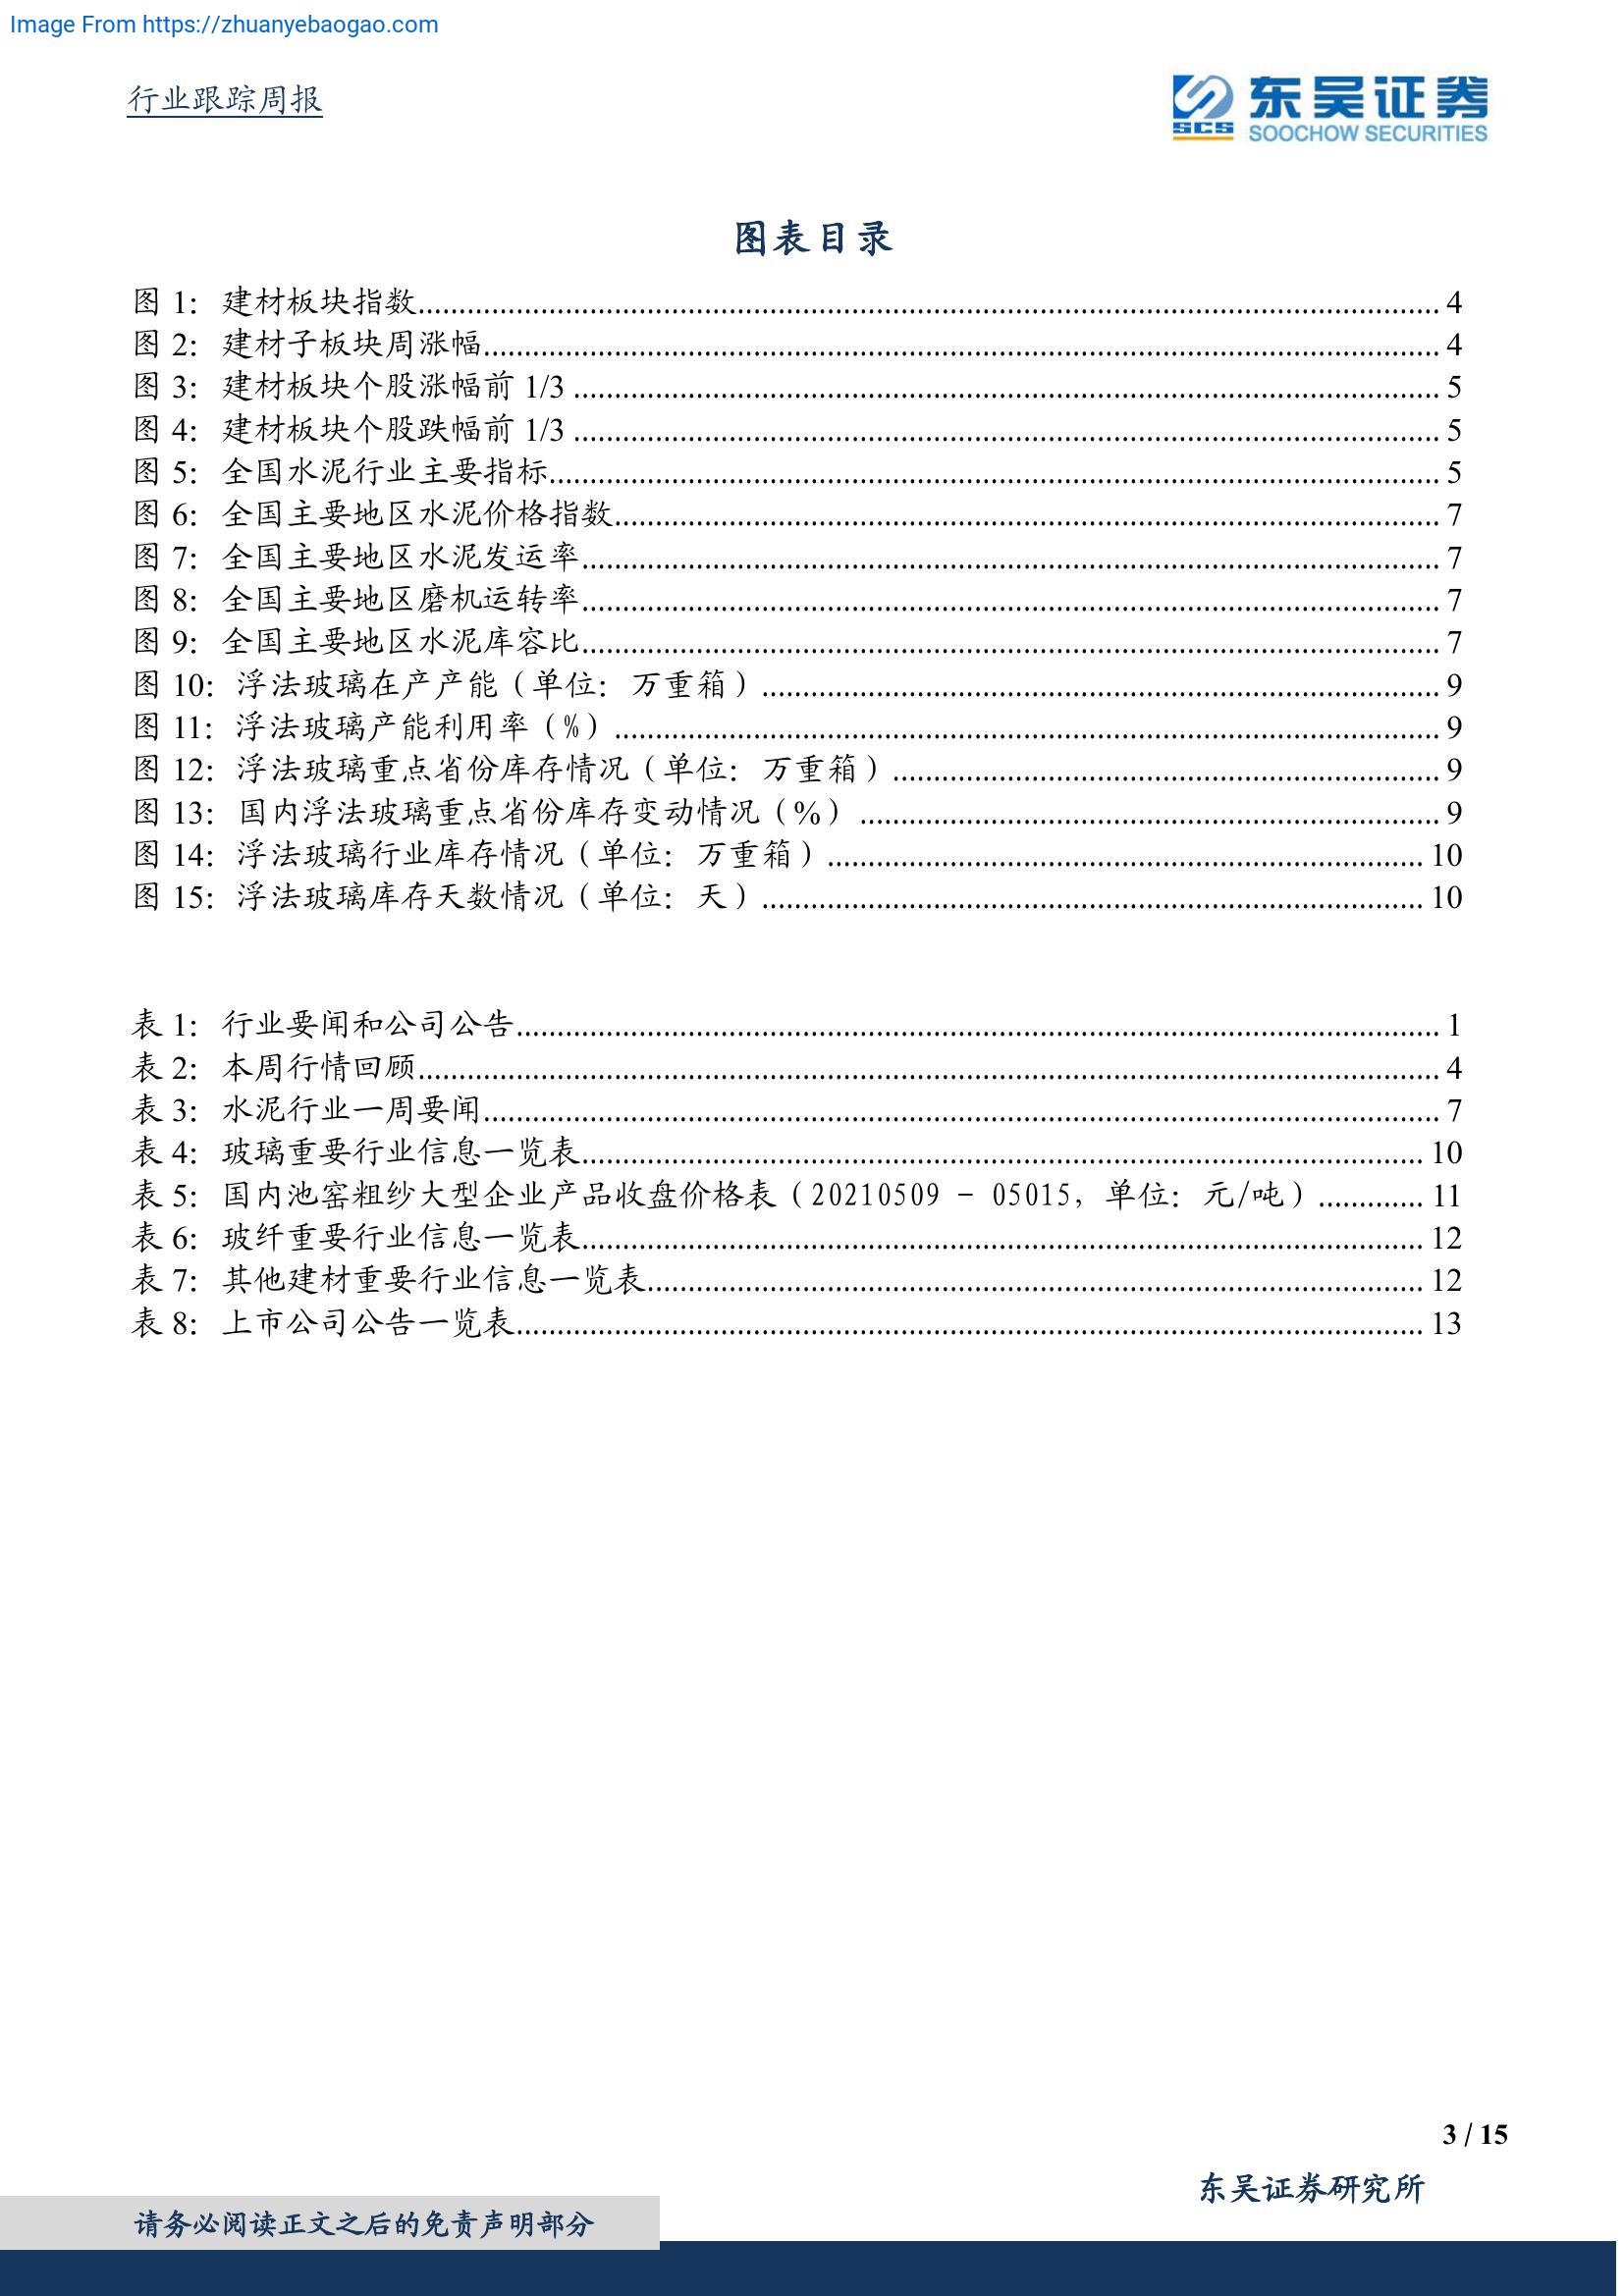 Image From https://zhuanyebaogao.com
行业跟踪周报
东吴证券
SCS
SOOCHOW SECURITIES
图表目录
图 1：建材板块指数 4
图 2：建材子板块周涨幅 4
图 3：建材板块个股涨幅前 1/3 5
图 4：建材板块个股跌幅前 1/3 5
图 5：全国水泥行业主要指标 5
图 6：全国主要地区水泥价格指数 7
图 7：全国主要地区水泥发运率 7
图 8：全国主要地区磨机运转率 7
图 9：全国主要地区水泥库容比 7
图 10：浮法玻璃在产产能（单位：万重箱） 9
图 11：浮法玻璃产能利用率（%） 9
图 12：浮法玻璃重点省份库存情况（单位：万重箱） 9
图 13：国内浮法玻璃重点省份库存变动情况（%） 9
图 14：浮法玻璃行业库存情况（单位：万重箱） 10
图 15：浮法玻璃库存天数情况（单位：天） 10
表 1：行业要闻和公司公告 1
表 2：本周行情回顾 4
表 3：水泥行业一周要闻 7
表 4：玻璃重要行业信息一览表 10
表 5：国内池窑粗纱大型企业产品收盘价格表（20210509 - 05015，单位：元/吨） 11
表 6：玻纤重要行业信息一览表 12
表 7：其他建材重要行业信息一览表 12
表 8：上市公司公告一览表 13
3 / 15
东吴证券研究所
请务必阅读正文之后的免责声明部分